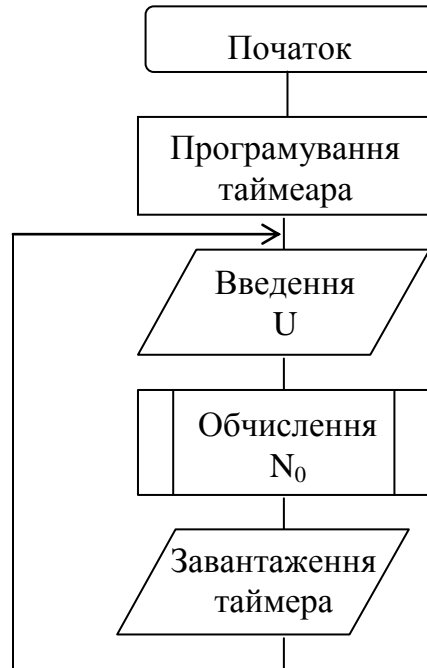 Початок
Програмування
таймеара
Введення
U
Обчислення
N₀
Завантаження
таймера